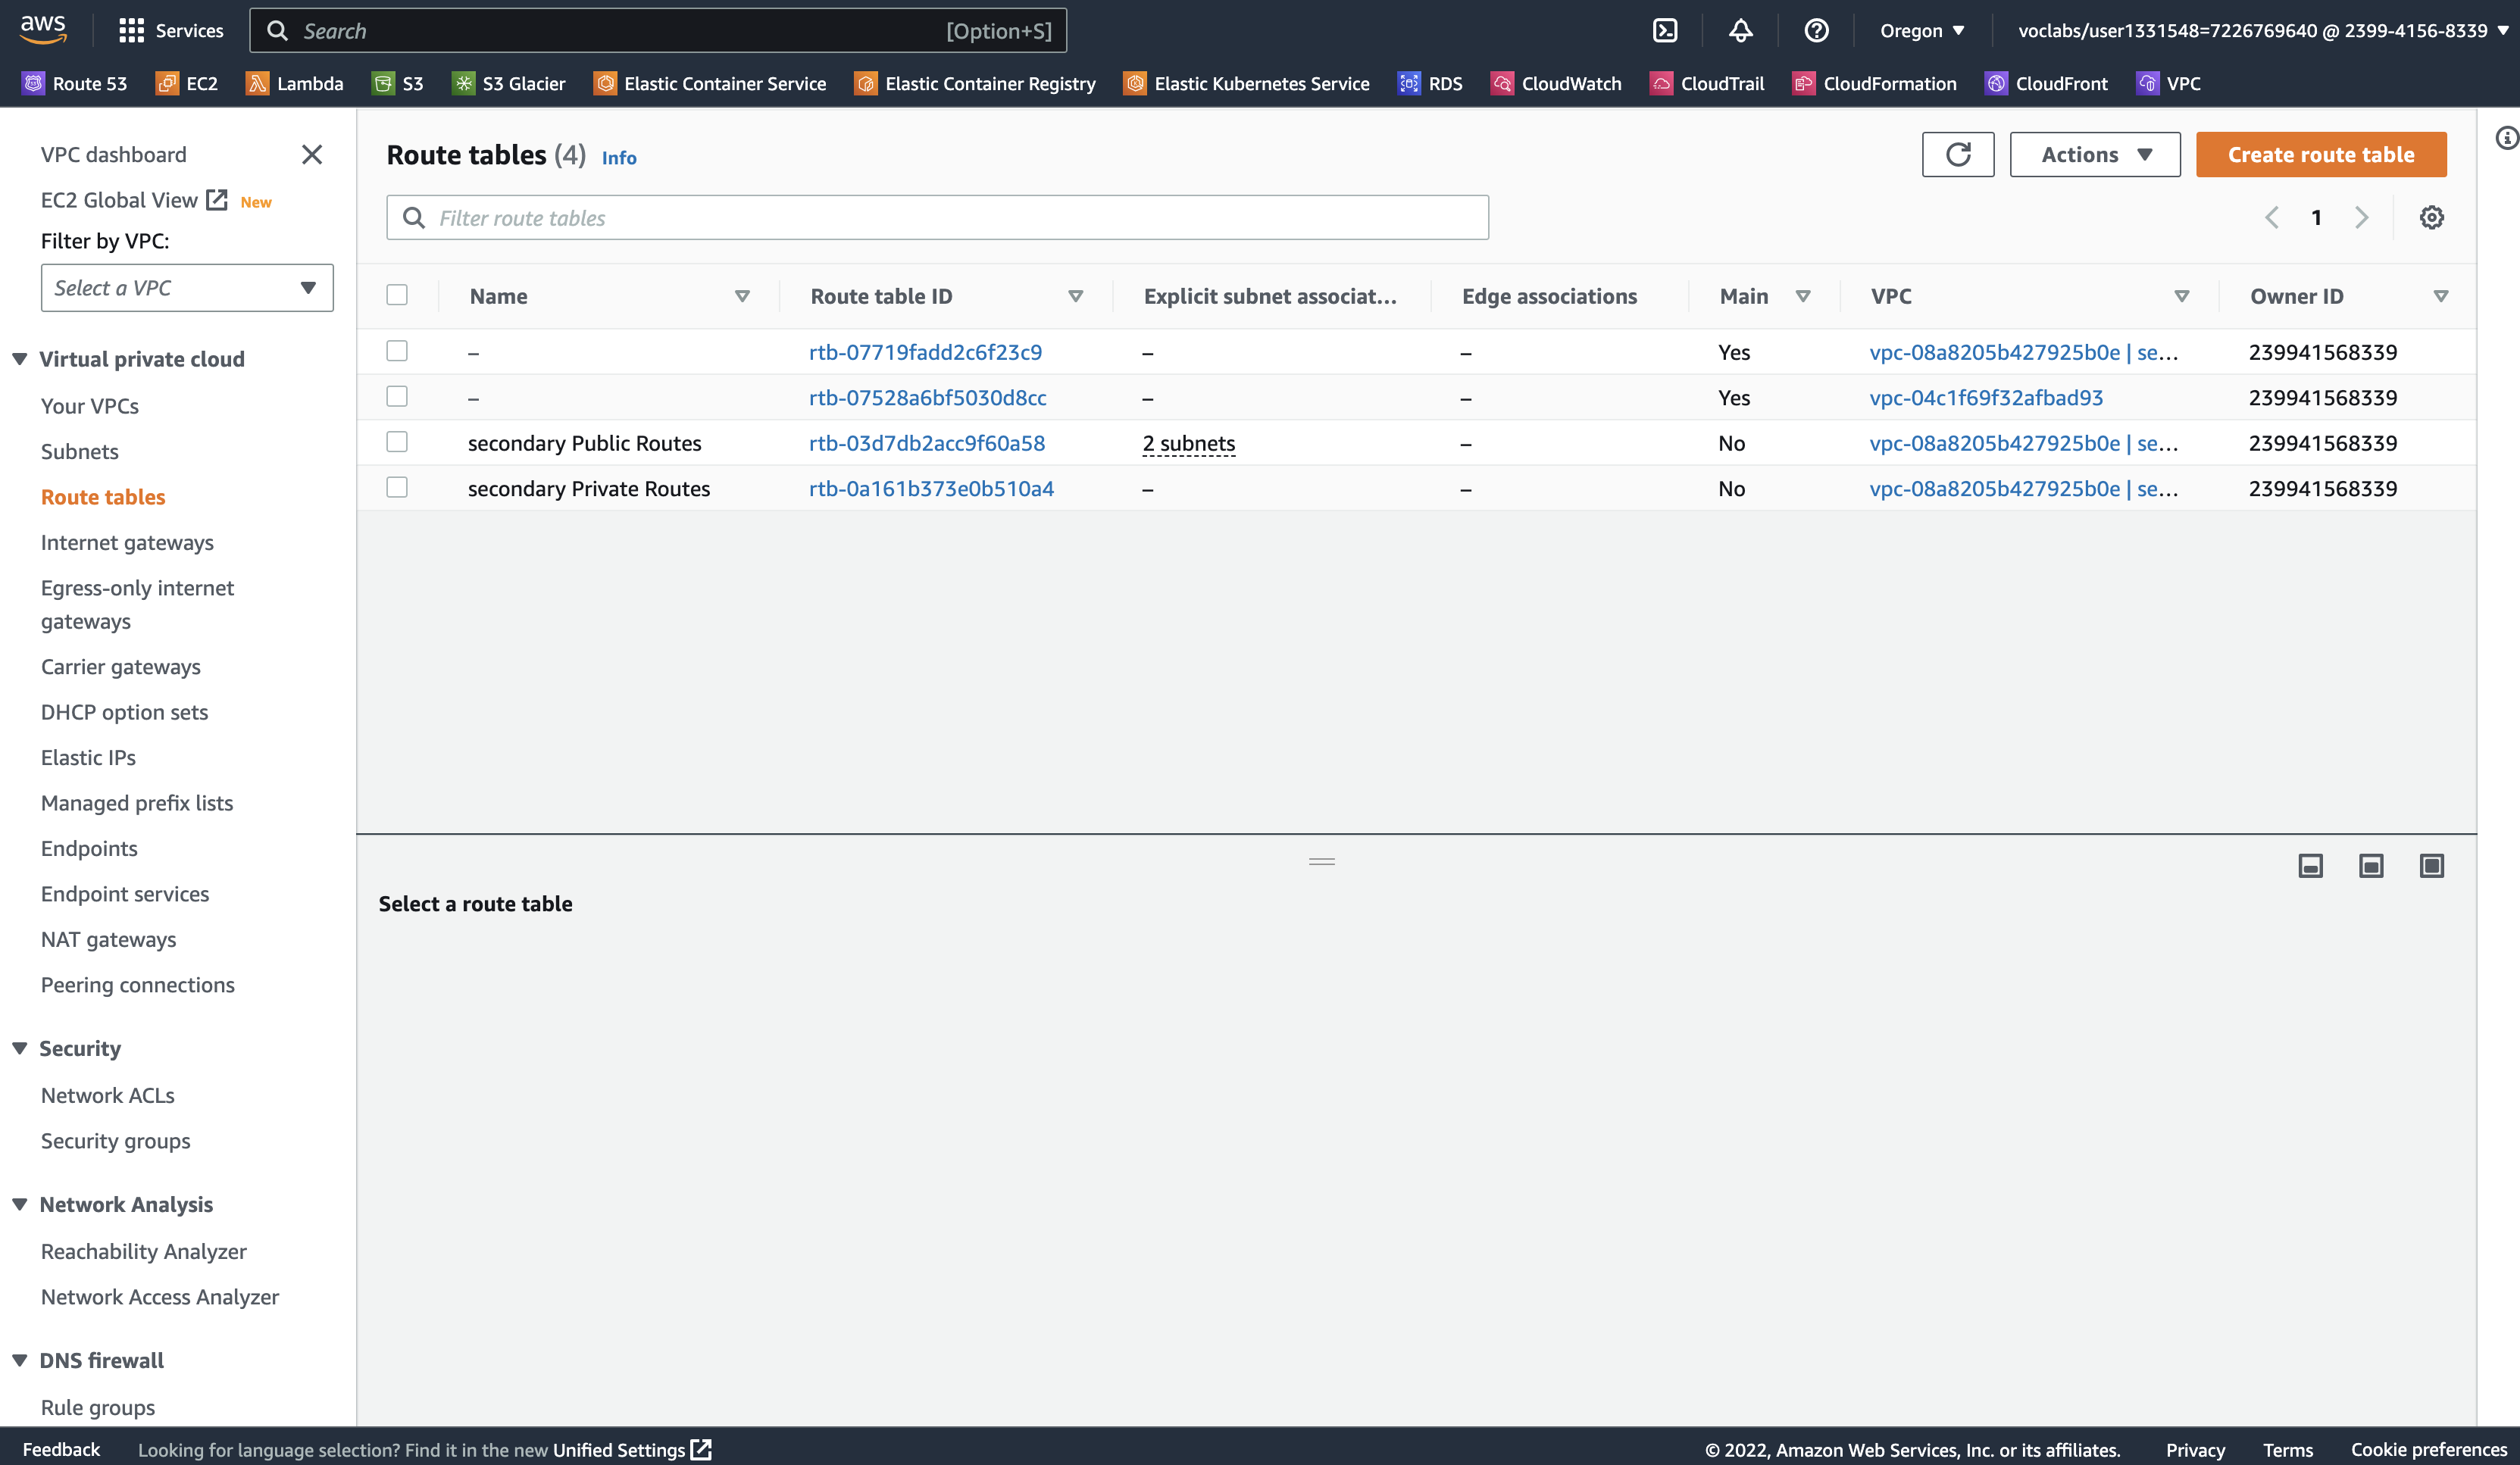 aws
Services
Search
[Option+S]
Oregon
voclabs/user1331548=7226769640 @ 2399-4156-8339
Route 53
EC2
Lambda
S3
S3 Glacier
Elastic Container Service
Elastic Container Registry
Elastic Kubernetes Service
RDS
CloudWatch
CloudTrail
CloudFormation
CloudFront
VPC
VPC dashboard
EC2 Global View New
Filter by VPC:
Select a VPC
Virtual private cloud
Your VPCs
Subnets
Route tables
Internet gateways
Egress-only internet
gateways
Carrier gateways
DHCP option sets
Elastic IPs
Managed prefix lists
Endpoints
Endpoint services
NAT gateways
Peering connections
Security
Network ACLs
Security groups
Network Analysis
Reachability Analyzer
Network Access Analyzer
DNS firewall
Rule groups
Route tables (4) Info
Actions
Create route table
Filter route tables
1
Name Route table ID Explicit subnet associat... Edge associations Main VPC Owner ID
– rtb-07719fadd2c6f23c9 – – Yes vpc-08a8205b427925b0e | se... 239941568339
– rtb-07528a6bf5030d8cc – – Yes vpc-04c1f69f32afbad93 239941568339
secondary Public Routes rtb-03d7db2acc9f60a58 2 subnets – No vpc-08a8205b427925b0e | se... 239941568339
secondary Private Routes rtb-0a161b373e0b510a4 – – No vpc-08a8205b427925b0e | se... 239941568339
Select a route table
Feedback
Looking for language selection? Find it in the new Unified Settings
© 2022, Amazon Web Services, Inc. or its affiliates.
Privacy
Terms
Cookie preferences